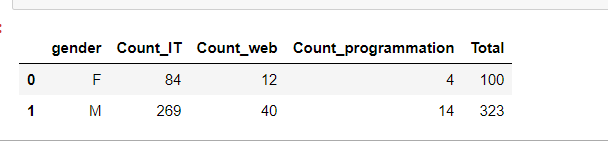 gender Count_IT Count_web Count_programmation Total
0 F 84 12 4 100
1 M 269 40 14 323